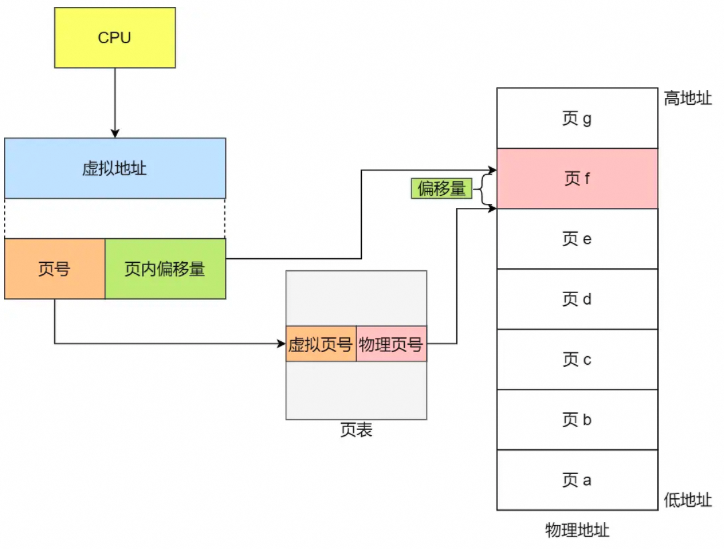 CPU
虚拟地址
页号
页内偏移量
虚拟页号
物理页号
页表
偏移量
高地址
页 g
页 f
页 e
页 d
页 c
页 b
页 a
低地址
物理地址